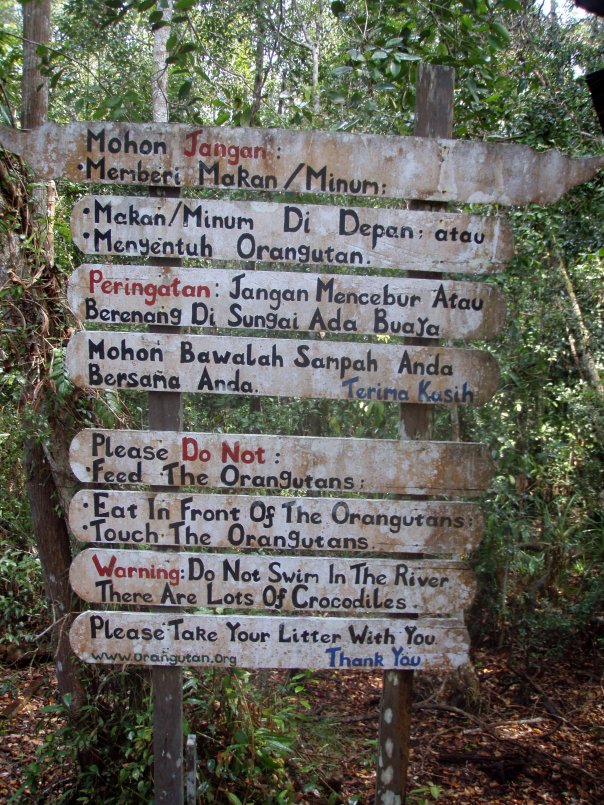 Mohon Jangan:
•Memberi Makan/Minum:
•Makan/Minum Di Depan: atau
•Menyentuh Orangutan.
Peringatan: Jangan Mencebur Atau
Berenang Di Sungai Ada Buaya
Mohon Bawalah Sampah Anda
Bersama Anda. Terima Kasih
Please Do Not:
•Feed The Orangutans:
•Eat In Front Of The Orangutans:
•Touch The Orangutans.
Warning: Do Not Swim In The River
There Are Lots Of Crocodiles.
Please Take Your Litter With You.
www.orangutan.org Thank You